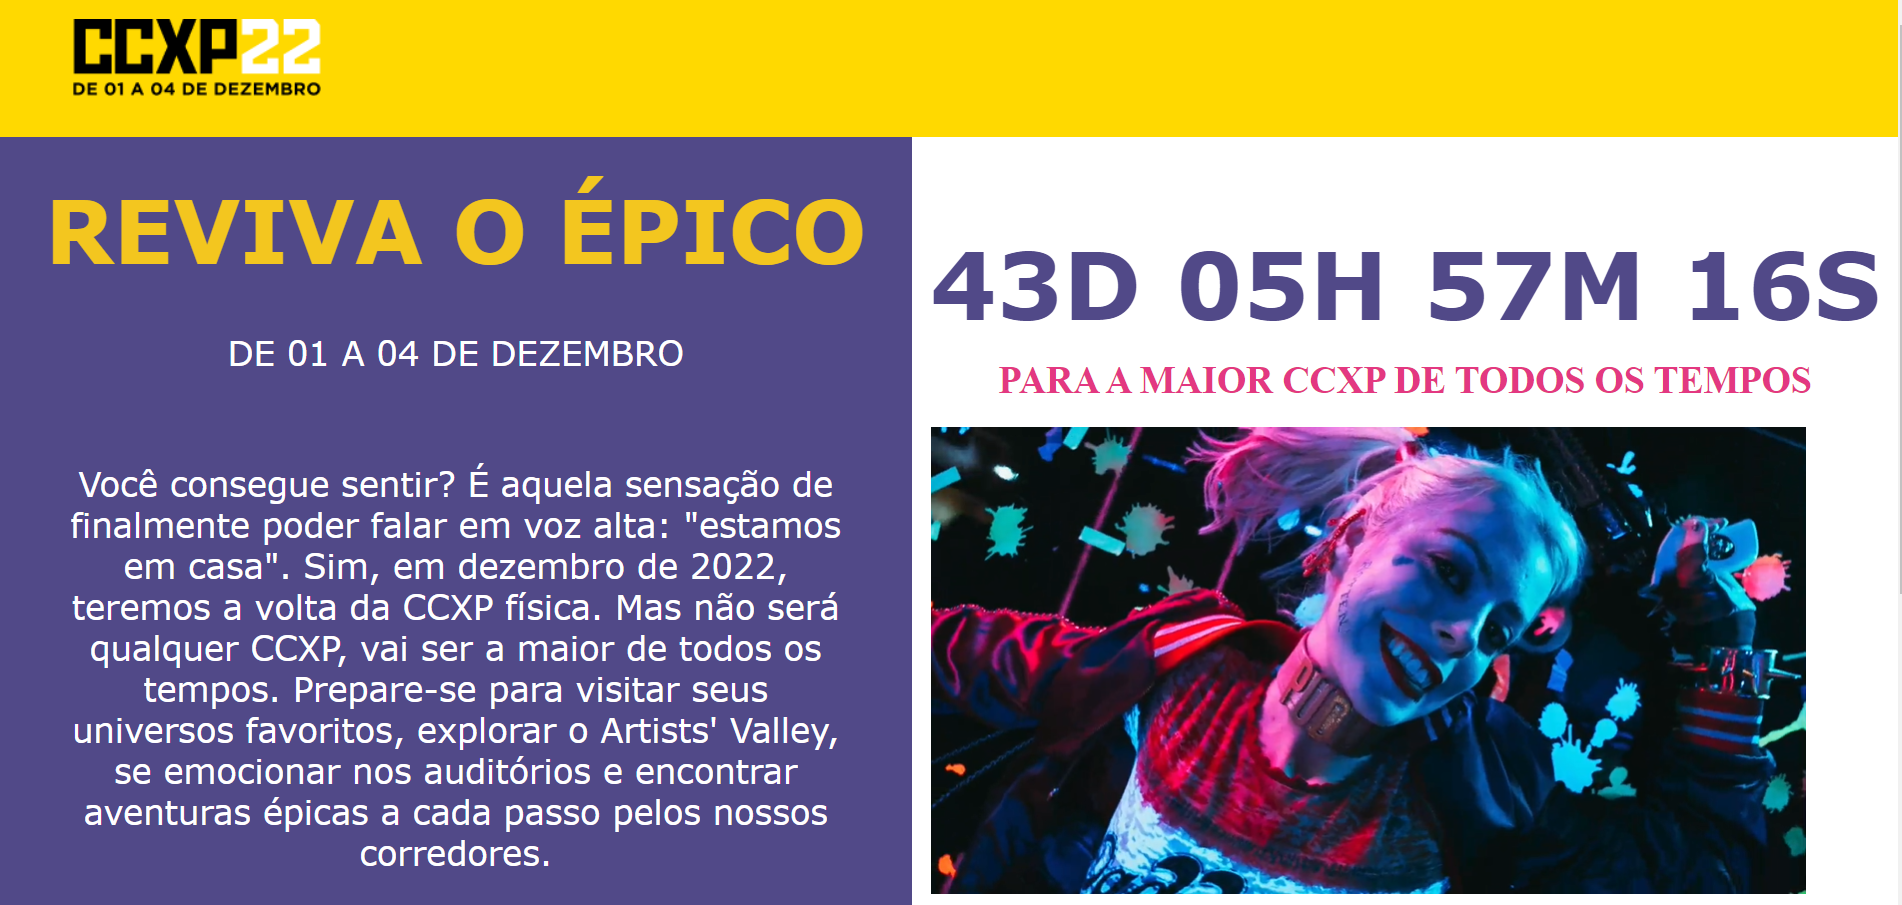 CCXP22
DE 01 A 04 DE DEZEMBRO
REVIVA O ÉPICO
DE 01 A 04 DE DEZEMBRO
Você consegue sentir? É aquela sensação de
finalmente poder falar em voz alta: "estamos
em casa". Sim, em dezembro de 2022,
teremos a volta da CCXP física. Mas não será
qualquer CCXP, vai ser a maior de todos os
tempos. Prepare-se para visitar seus
universos favoritos, explorar o Artists' Valley,
se emocionar nos auditórios e encontrar
aventuras épicas a cada passo pelos nossos
corredores.
43D 05H 57M 16S
PARA A MAIOR CCXP DE TODOS OS TEMPOS